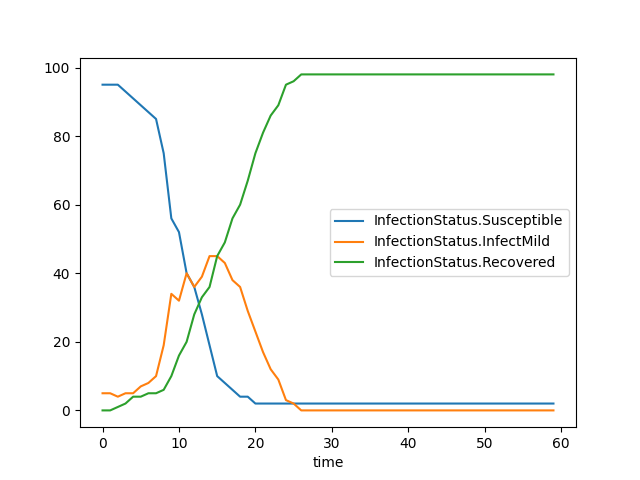 100
80
60
40
20
0
InfectionStatus.Susceptible
InfectionStatus.InfectMild
InfectionStatus.Recovered
0 10 20 30 40 50 60
time